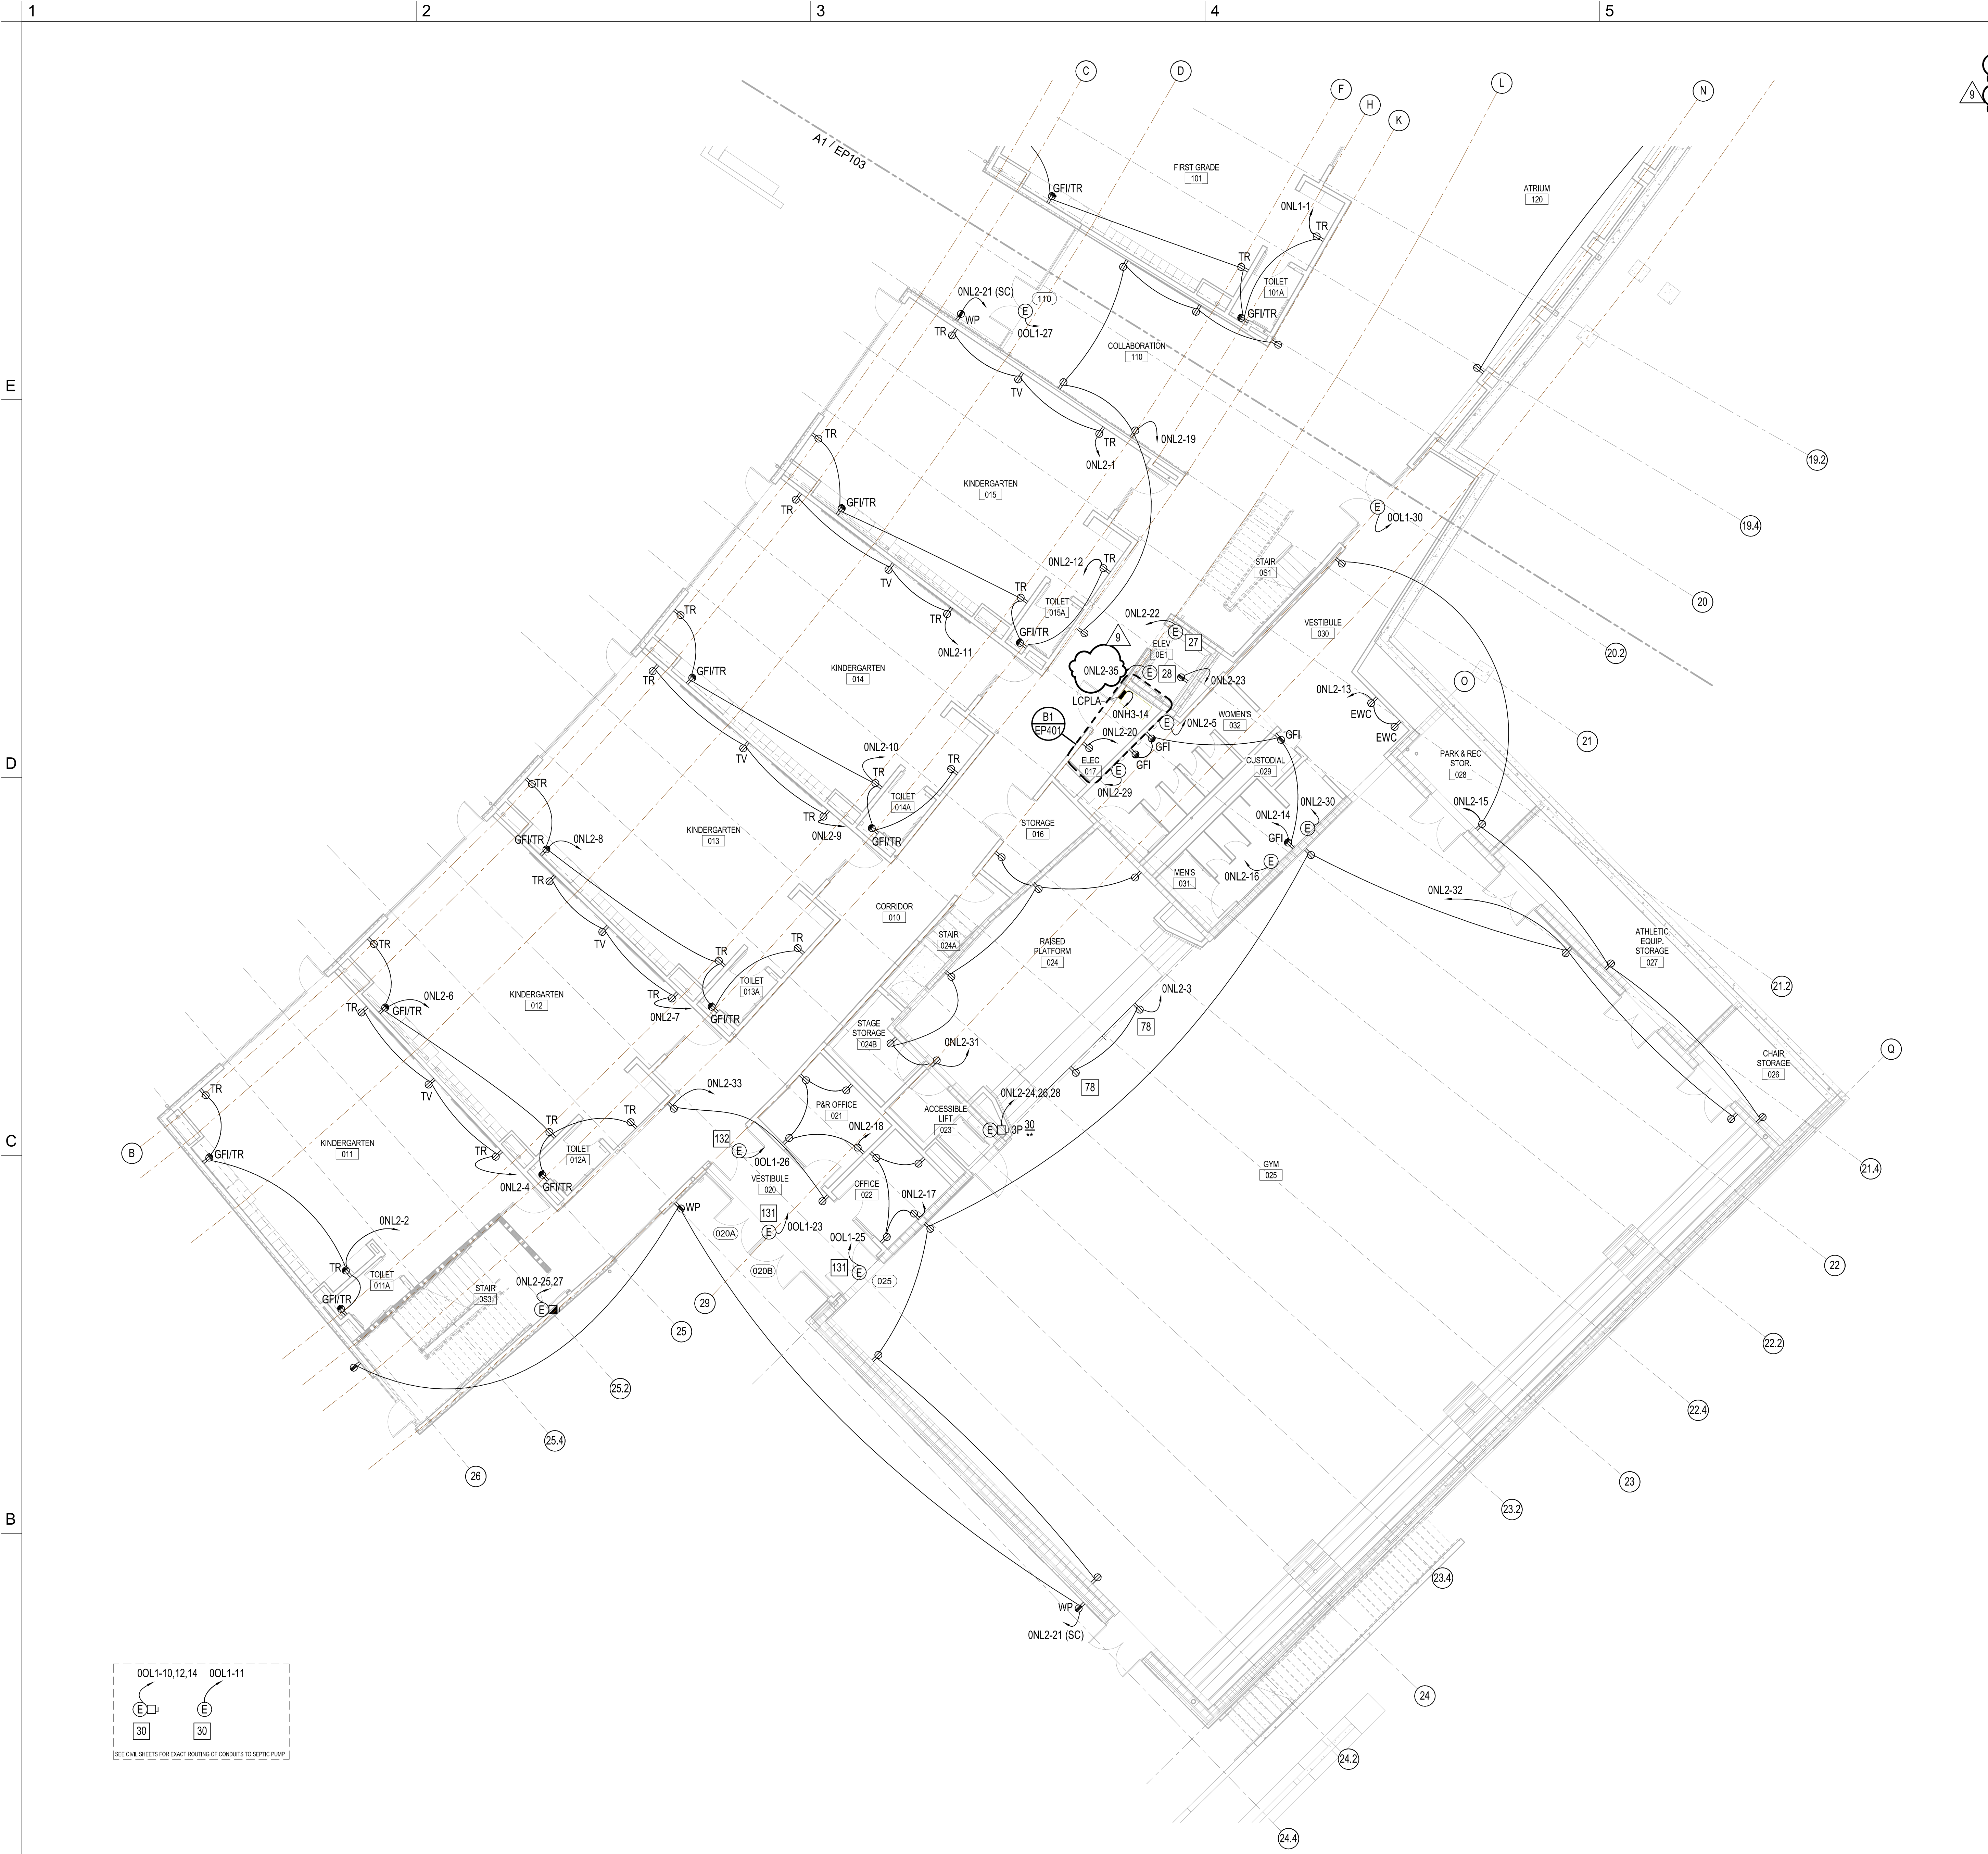 1
2
3
4
5
E
D
C
B
C
D
F
H
K
L
N
9
A1 / EP103
FIRST GRADE
101
ATRIUM
120
GFI/TR
0NL1-1
TR
TR
TOILET
101A
GFI/TR
0NL2-21 (SC)
WP
TR
110
E
0OL1-27
COLLABORATION
110
TV
TR
0NL2-1
0NL2-19
19.2
19.4
20
20.2
21
TR
GFI/TR
TR
KINDERGARTEN
015
E
0OL1-30
0NL2-12
TR
TV
TR
TOILET
015A
TR
GFI/TR
0NL2-11
STAIR
0S1
0NL2-22
E
27
9
ELEV
0E1
0NL2-35
E
28
0NL2-23
LCPLA
0NH3-14
B1
EP401
0NL2-20
E
0NL2-5
GFI
GFI
ELEC
017
E
0NL2-29
WOMEN'S
032
GFI
VESTIBULE
030
0NL2-13
EWC
EWC
O
PARK & REC
STOR.
028
CUSTODIAL
029
0NL2-15
0NL2-30
E
0NL2-14
GFI
0NL2-16
E
MEN'S
031
TR
GFI/TR
TR
KINDERGARTEN
014
TV
0NL2-10
TR
TOILET
014A
TR
0NL2-9
GFI/TR
STORAGE
016
TR
GFI/TR
0NL2-8
TR
KINDERGARTEN
013
TV
TR
TOILET
013A
TR
0NL2-7
GFI/TR
CORRIDOR
010
STAIR
024A
RAISED
PLATFORM
024
0NL2-32
ATHLETIC
EQUIP.
STORAGE
027
21.2
Q
21.4
CHAIR
STORAGE
026
0NL2-3
78
78
STAGE
STORAGE
024B
0NL2-31
TR
GFI/TR
0NL2-6
TR
KINDERGARTEN
012
TV
TR
0NL2-4
TR
TR
TOILET
012A
GFI/TR
0NL2-33
P&R OFFICE
021
0NL2-18
ACCESSIBLE
LIFT
023
0NL2-24,26,28
E
3P
30
**
132
E
0OL1-26
VESTIBULE
020
OFFICE
022
0NL2-17
131
E
0OL1-23
020A
020B
0OL1-25
131
E
025
GYM
025
B
TR
GFI/TR
KINDERGARTEN
011
0NL2-2
TR
TOILET
011A
GFI/TR
STAIR
0S3
0NL2-25,27
E
WP
29
25
25.2
25.4
26
22
22.2
22.4
23
23.2
23.4
24
24.2
24.4
WP
0NL2-21 (SC)
0OL1-10,12,14
0OL1-11
E
E
30
30
SEE CIVIL SHEETS FOR EXACT ROUTING OF CONDUITS TO SEPTIC PUMP